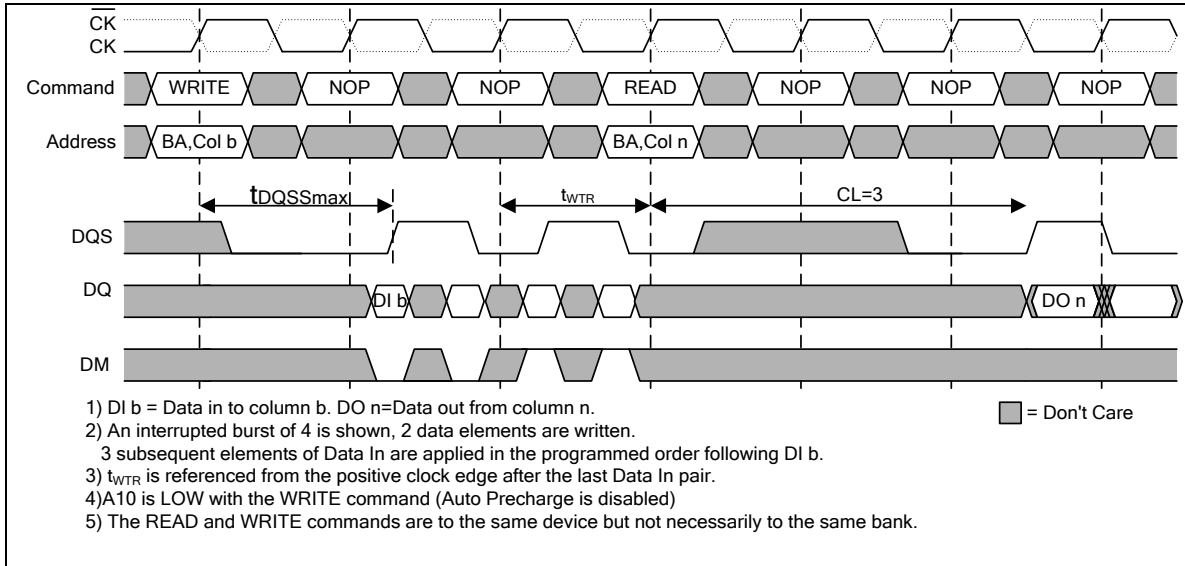 CK
CK
Command WRITE NOP NOP READ NOP NOP NOP
Address BA,Col b BA,Col n
tDQSSmax tWTR CL=3
DQS
DQ DI b DO n
DM
1) DI b = Data in to column b. DO n=Data out from column n.
= Don't Care
2) An interrupted burst of 4 is shown, 2 data elements are written.
3 subsequent elements of Data In are applied in the programmed order following DI b.
3) tWTR is referenced from the positive clock edge after the last Data In pair.
4)A10 is LOW with the WRITE command (Auto Precharge is disabled)
5) The READ and WRITE commands are to the same device but not necessarily to the same bank.